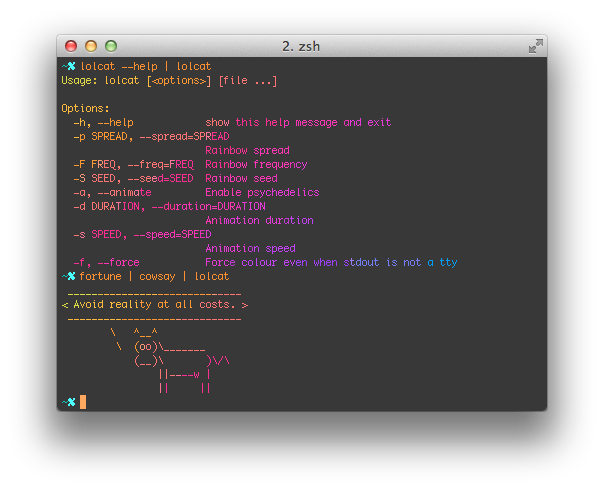 2. zsh
~% lolcat --help | lolcat
Usage: lolcat [<options>] [file ...]
Options:
  -h, --help            show this help message and exit
  -p SPREAD, --spread=SPREAD
                        Rainbow spread
  -F FREQ, --freq=FREQ  Rainbow frequency
  -S SEED, --seed=SEED  Rainbow seed
  -a, --animate         Enable psychedelics
  -d DURATION, --duration=DURATION
                        Animation duration
  -s SPEED, --speed=SPEED
                        Animation speed
  -f, --force           Force colour even when stdout is not a tty
~% fortune | cowsay | lolcat
 _____________________________
< Avoid reality at all costs. >
 -----------------------------
        \   ^__^
         \  (oo)\_______
            (__)\       )\/\
                ||----w |
                ||     ||
~%